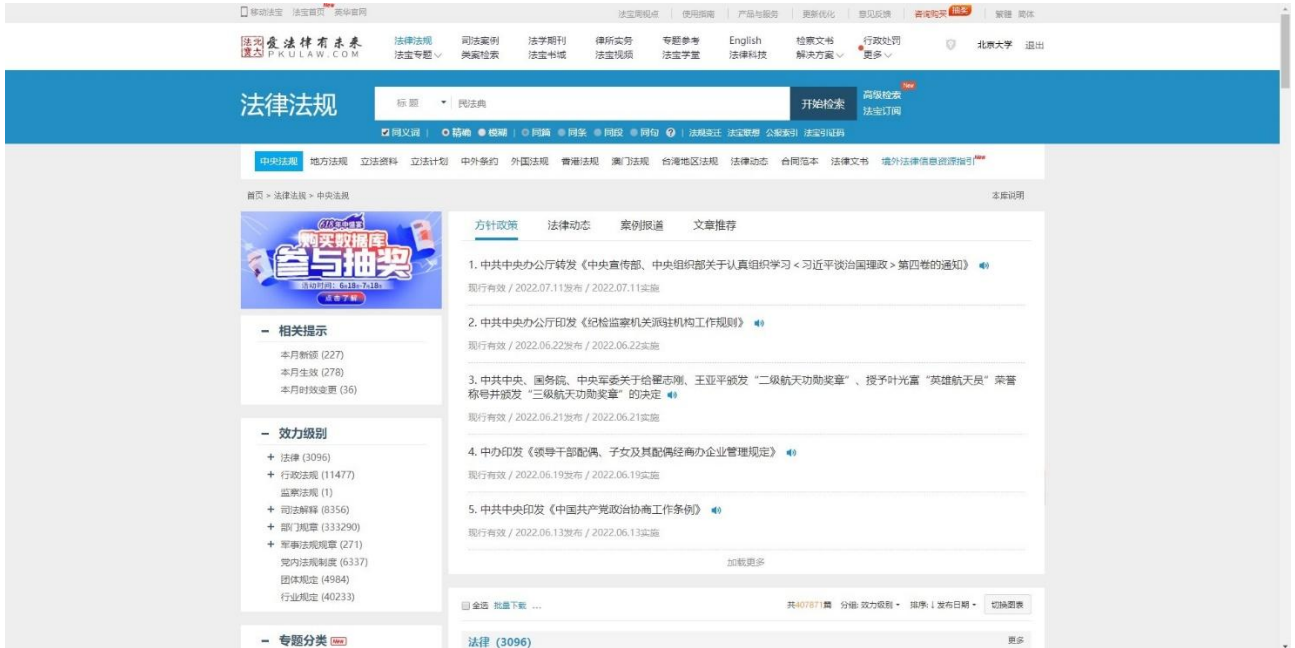 移动法宝 法宝首页 New 英华官网
法宝周视点 使用指南 产品与服务 更新优化 意见反馈 咨询购买 抽奖 繁體 简体
爱法律有未来
PKULAW.COM
法律法规 司法案例 法学期刊 律所实务 专题参考 English 检察文书 行政处罚
法宝专题 类案检索 法宝书城 法宝视频 法宝学堂 法律科技 解决方案 更多
北京大学 退出
法律法规
标题 民法典 开始检索
高级检索 New
法宝订阅
同义词 精确 模糊 同篇 同条 同段 同句 法规变迁 法宝联想 公报索引 法宝引证码
中央法规 地方法规 立法资料 立法计划 中外条约 外国法规 香港法规 澳门法规 台湾地区法规 法律动态 合同范本 法律文书 境外法律信息资源指引 New
首页 > 法律法规 > 中央法规
本库说明
购买数据库
参与抽奖
活动时间：6月18日-7月18日
点击了解
方针政策 法律动态 案例报道 文章推荐
1. 中共中央办公厅转发《中央宣传部、中央组织部关于认真组织学习<习近平谈治国理政>第四卷的通知》
现行有效 / 2022.07.11发布 / 2022.07.11实施
2. 中共中央办公厅印发《纪检监察机关派驻机构工作规则》
现行有效 / 2022.06.22发布 / 2022.06.22实施
3. 中共中央、国务院、中央军委关于给翟志刚、王亚平颁发“二级航天功勋奖章”、授予叶光富“英雄航天员”荣誉
称号并颁发“三级航天功勋奖章”的决定
现行有效 / 2022.06.21发布 / 2022.06.21实施
4. 中办印发《领导干部配偶、子女及其配偶经商办企业管理规定》
现行有效 / 2022.06.19发布 / 2022.06.19实施
5. 中共中央印发《中国共产党政治协商工作条例》
现行有效 / 2022.06.13发布 / 2022.06.13实施
加载更多
相关提示
本月新颁 (227)
本月生效 (278)
本月时效变更 (36)
效力级别
法律 (3096)
行政法规 (11477)
监察法规 (1)
司法解释 (8356)
部门规章 (333290)
军事法规规章 (271)
党内法规制度 (6337)
团体规定 (4984)
行业规定 (40233)
专题分类 New
全选 批量下载 ...
共407871篇 分组: 效力级别 排序: ↓ 发布日期 切换图表
法律 (3096)
更多